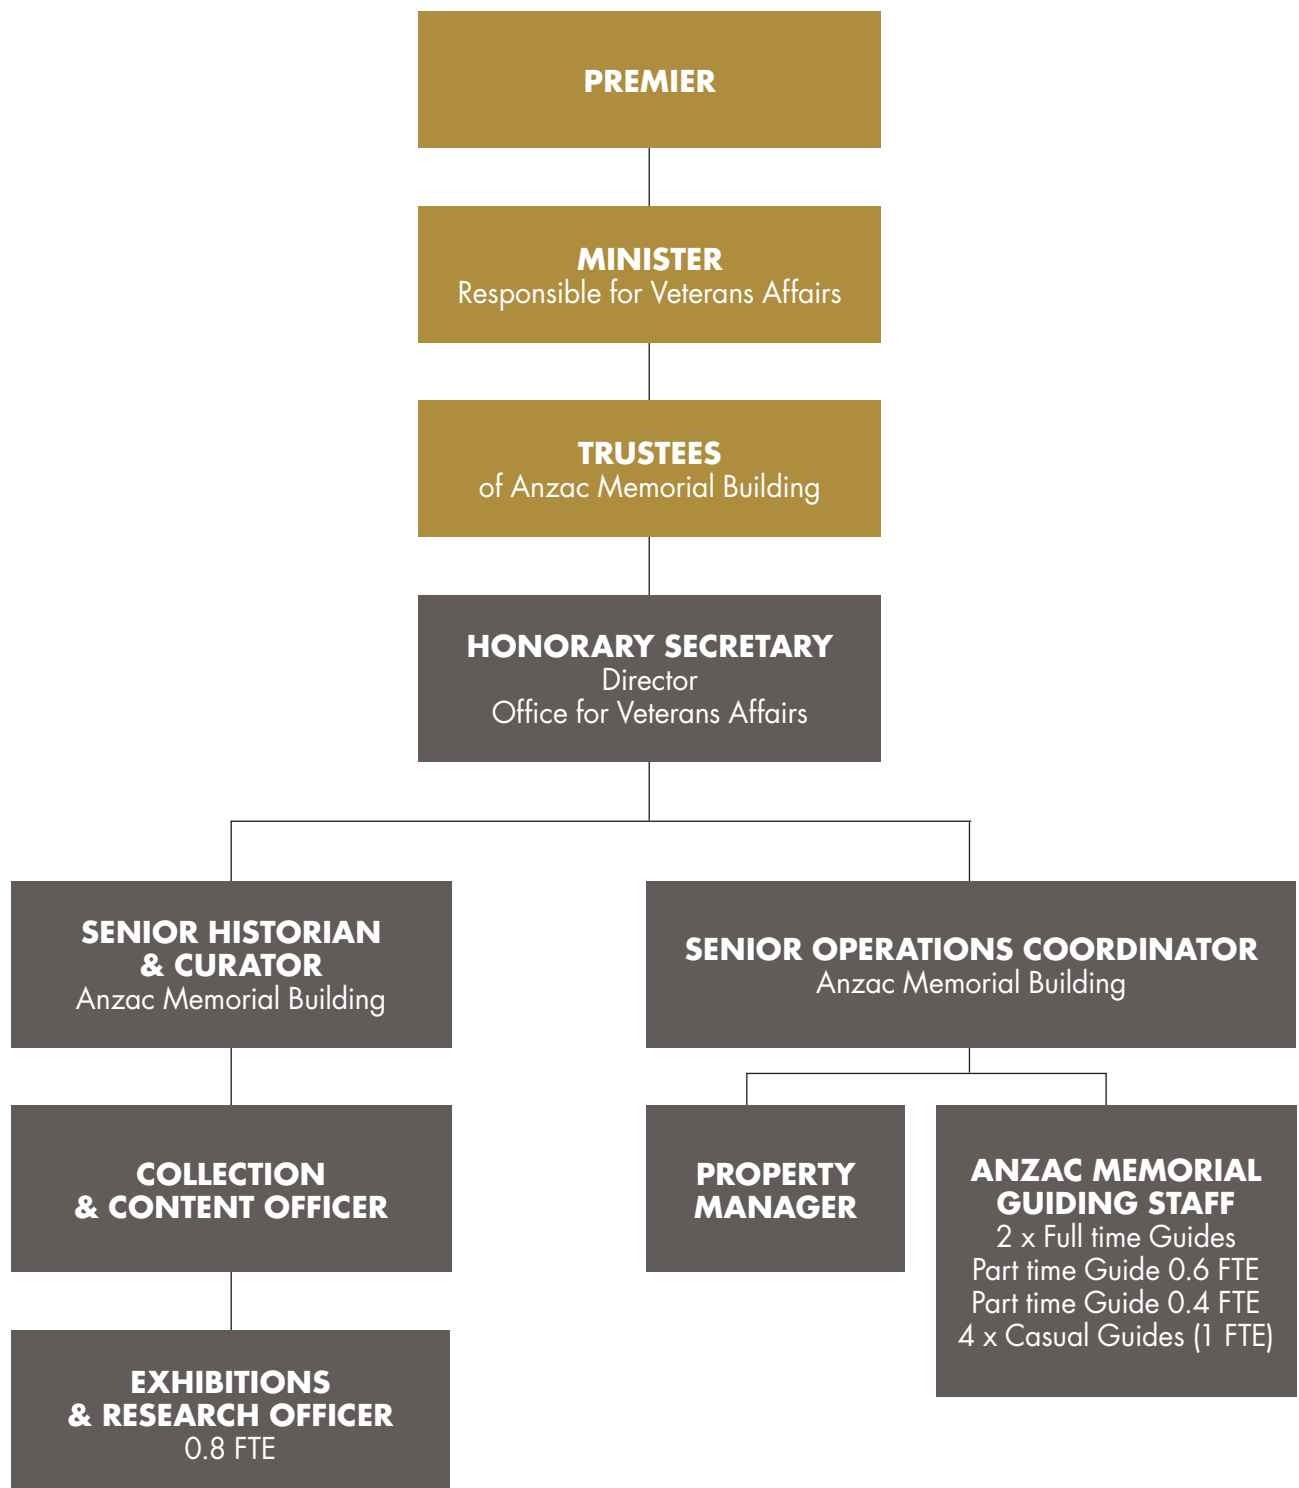 PREMIER
MINISTER
Responsible for Veterans Affairs
TRUSTEES
of Anzac Memorial Building
HONORARY SECRETARY
Director
Office for Veterans Affairs
SENIOR HISTORIAN
& CURATOR
Anzac Memorial Building
SENIOR OPERATIONS COORDINATOR
Anzac Memorial Building
COLLECTION
& CONTENT OFFICER
PROPERTY
MANAGER
ANZAC MEMORIAL
GUIDING STAFF
2 x Full time Guides
Part time Guide 0.6 FTE
Part time Guide 0.4 FTE
4 x Casual Guides (1 FTE)
EXHIBITIONS
& RESEARCH OFFICER
0.8 FTE